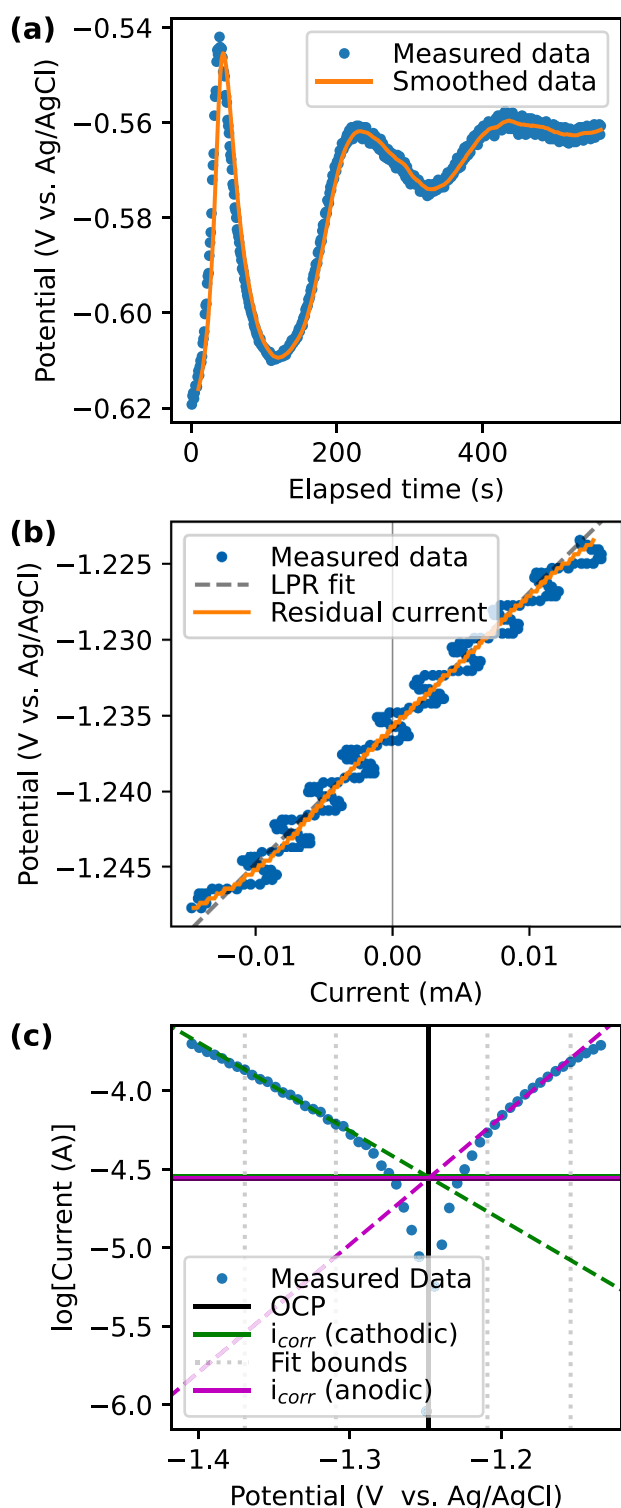 (a)
−0.54
−0.56
−0.58
−0.60
−0.62
Potential (V vs. Ag/AgCl)
Measured data
Smoothed data
0
200
400
Elapsed time (s)
(b)
−1.225
−1.230
−1.235
−1.240
−1.245
Potential (V vs. Ag/AgCl)
Measured data
LPR fit
Residual current
−0.01
0.00
0.01
Current (mA)
(c)
−4.0
−4.5
−5.0
−5.5
−6.0
log[Current (A)]
Measured Data
OCP
i_corr (cathodic)
Fit bounds
i_corr (anodic)
−1.4
−1.3
−1.2
Potential (V  vs. Ag/AgCl)